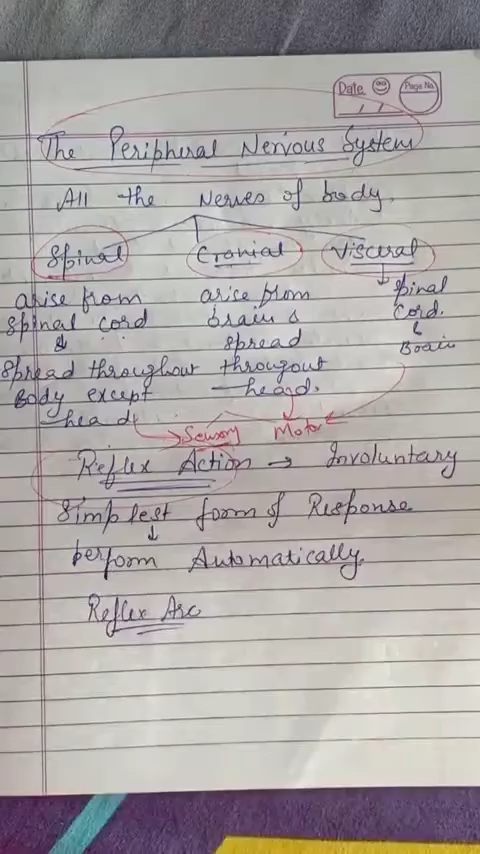 Date / /
Page No.
The Peripheral Nervous System
All the Nerves of body.
Spinal Cranial Visceral
arise from
spinal cord
&
Spread throughout
Body except
head
arise from
brain &
spread
througout
head.
Spinal
Cord.
&
Brain
Sensory Motor
Reflex Action → Involuntary
Simplest form of Response
perform Automatically.
Reflex Arc